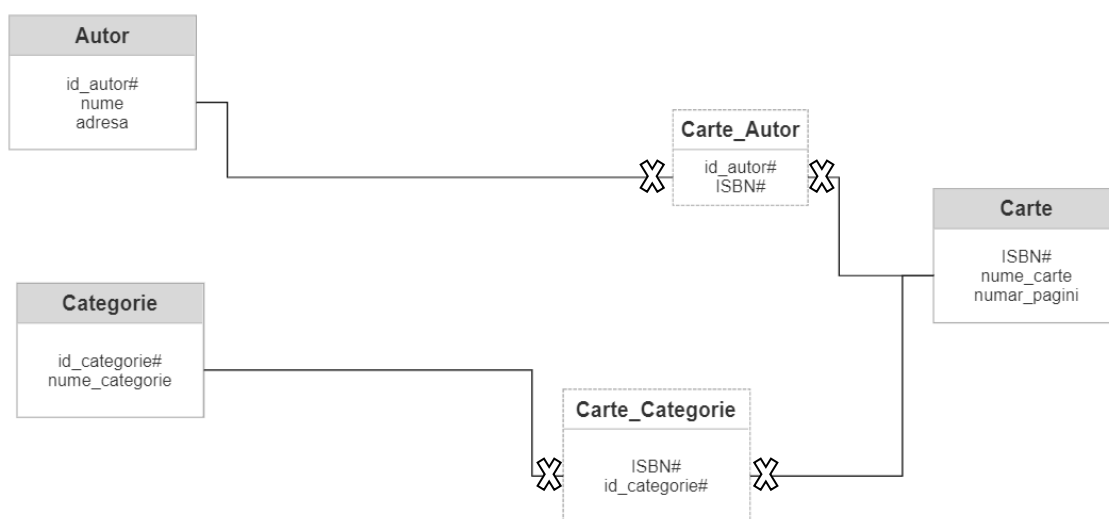 Autor
id_autor#
nume
adresa
Carte_Autor
id_autor#
ISBN#
Carte
ISBN#
nume_carte
numar_pagini
Categorie
id_categorie#
nume_categorie
Carte_Categorie
ISBN#
id_categorie#